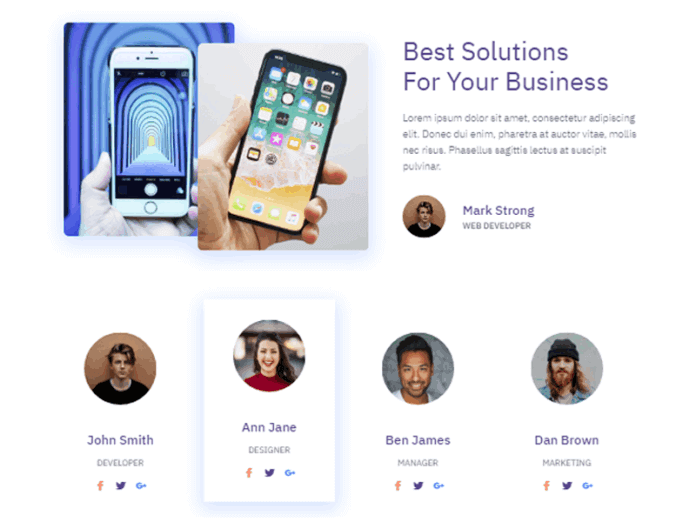 Best Solutions
For Your Business
Lorem ipsum dolor sit amet, consectetur adipiscing
elit. Donec dui enim, pharetra at auctor vitae, mollis
nec risus. Phasellus sagittis lectus at suscipit
pulvinar.
Mark Strong
WEB DEVELOPER
John Smith
DEVELOPER
Ann Jane
DESIGNER
Ben James
MANAGER
Dan Brown
MARKETING